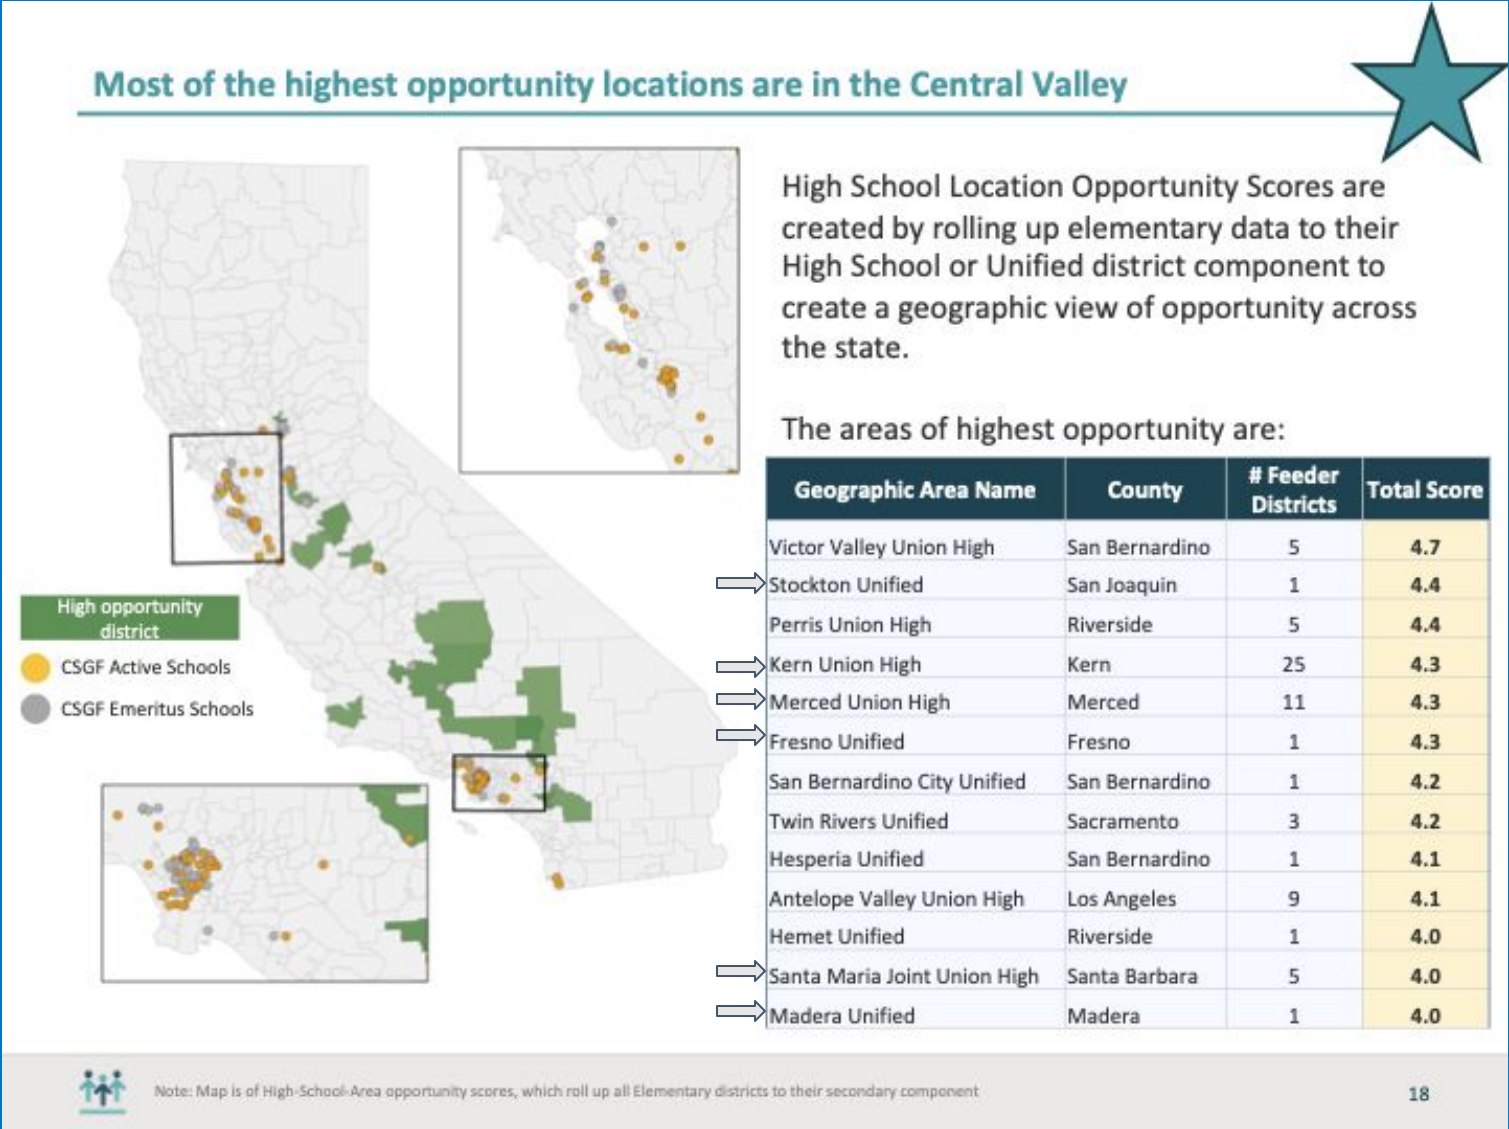 Most of the highest opportunity locations are in the Central Valley
High School Location Opportunity Scores are
created by rolling up elementary data to their
High School or Unified district component to
create a geographic view of opportunity across
the state.
The areas of highest opportunity are:
High opportunity
district
CSGF Active Schools
CSGF Emeritus Schools
Geographic Area Name County # Feeder Districts Total Score
Victor Valley Union High San Bernardino 5 4.7
Stockton Unified San Joaquin 1 4.4
Perris Union High Riverside 5 4.4
Kern Union High Kern 25 4.3
Merced Union High Merced 11 4.3
Fresno Unified Fresno 1 4.3
San Bernardino City Unified San Bernardino 1 4.2
Twin Rivers Unified Sacramento 3 4.2
Hesperia Unified San Bernardino 1 4.1
Antelope Valley Union High Los Angeles 9 4.1
Hemet Unified Riverside 1 4.0
Santa Maria Joint Union High Santa Barbara 5 4.0
Madera Unified Madera 1 4.0
Note: Map is of High-School-Area opportunity scores, which roll up all Elementary districts to their secondary component
18